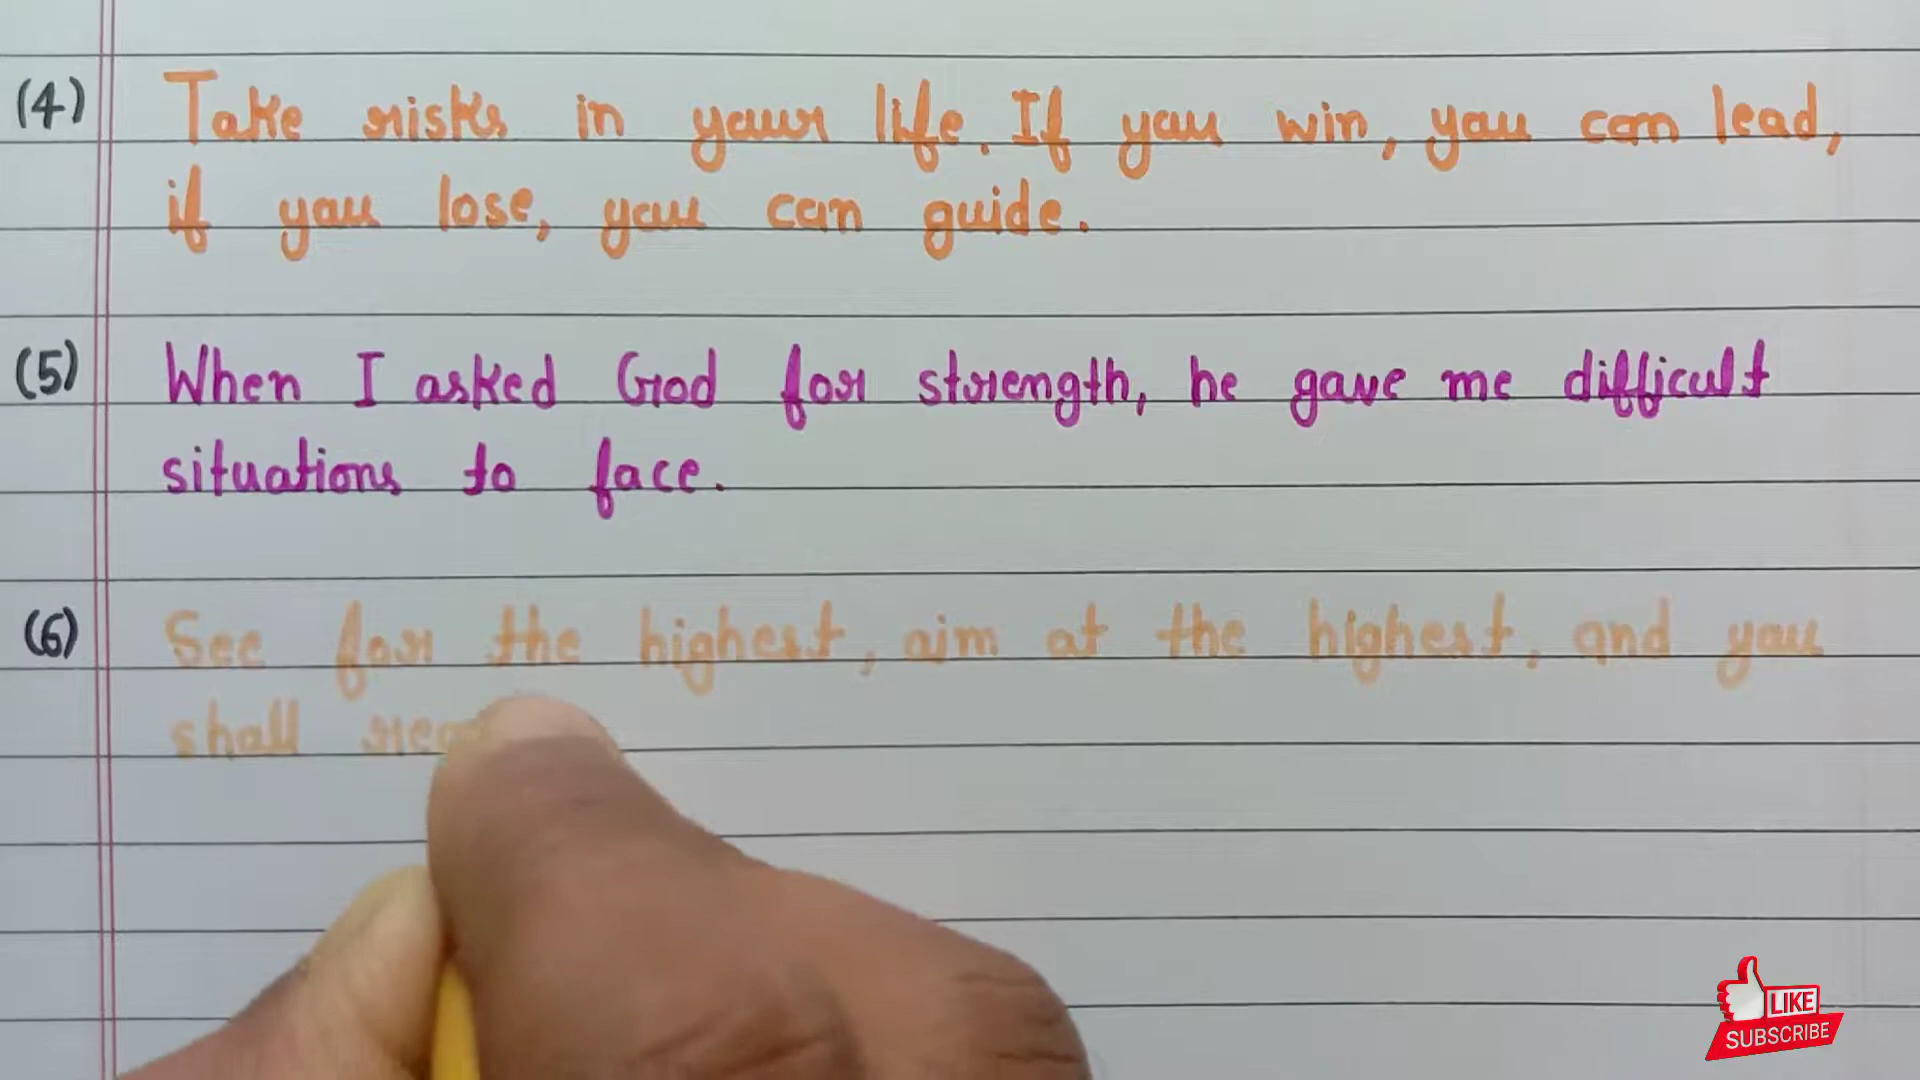 (4) Take risks in your life. If you win, you can lead,
if you lose, you can guide.
(5) When I asked God for strength, he gave me difficult
situations to face.
(6) See for the highest, aim at the highest, and you
shall
LIKE
SUBSCRIBE